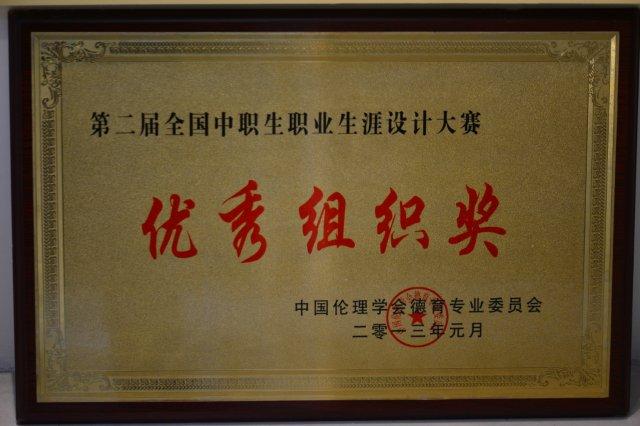 第二届全国中职生职业生涯设计大赛
优秀组织奖
中国伦理学会德育专业委员会
二零一三年元月